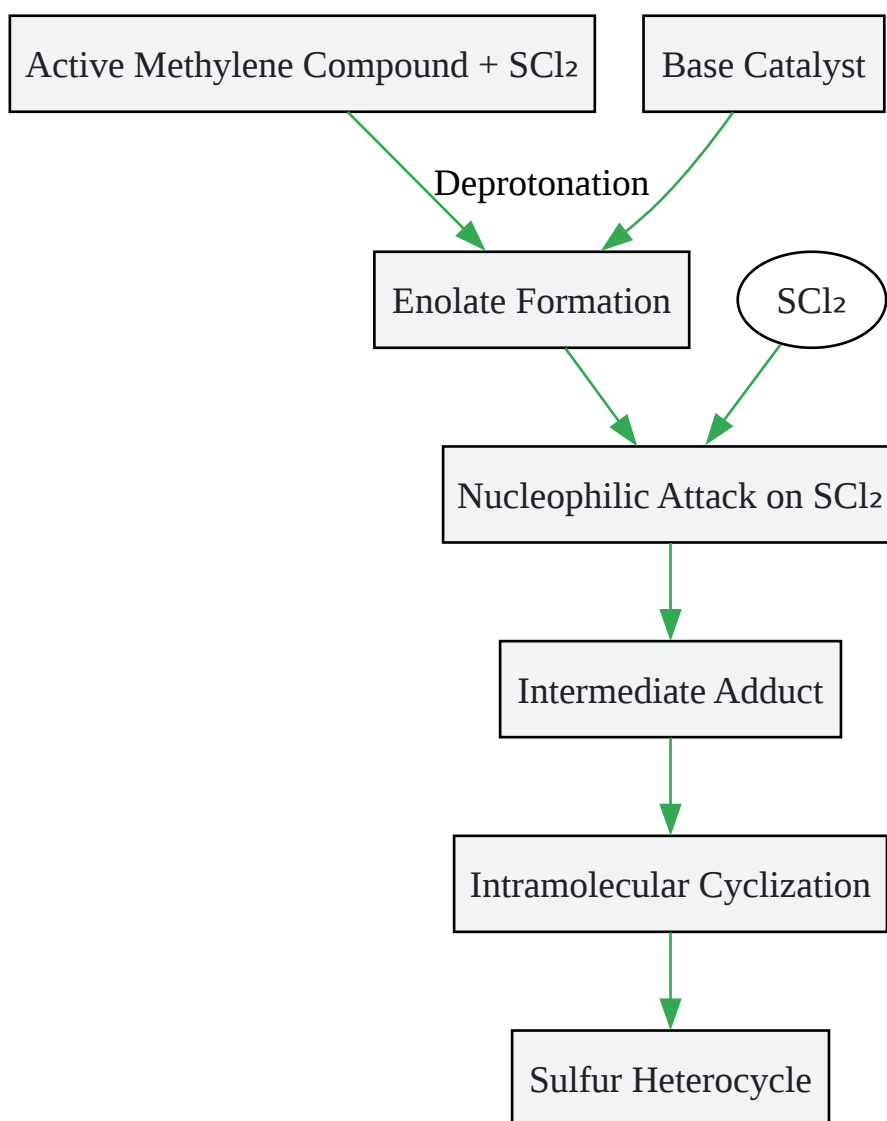 Active Methylene Compound + SCl₂
Base Catalyst
Deprotonation
Enolate Formation
SCl₂
Nucleophilic Attack on SCl₂
Intermediate Adduct
Intramolecular Cyclization
Sulfur Heterocycle